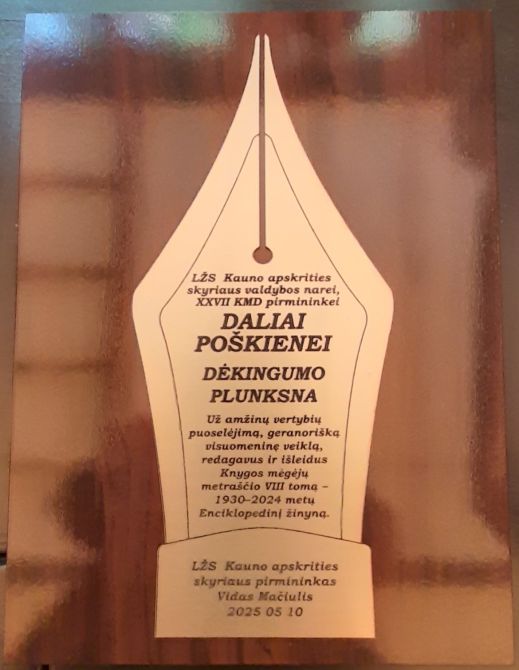 LŽS Kauno apskrities
skyriaus valdybos narei,
XXVII KMD pirmininkei
DALIAI
POŠKIENEI
DĖKINGUMO
PLUNKSNA
Už amžinų vertybių
puoselėjimą, geranorišką
visuomeninę veiklą,
redagavus ir išleidus
Knygos mėgėjų
metraščio VIII tomą –
1930–2024 metų
Enciklopedinį žinyną.
LŽS Kauno apskrities
skyriaus pirmininkas
Vidas Mačiulis
2025 05 10